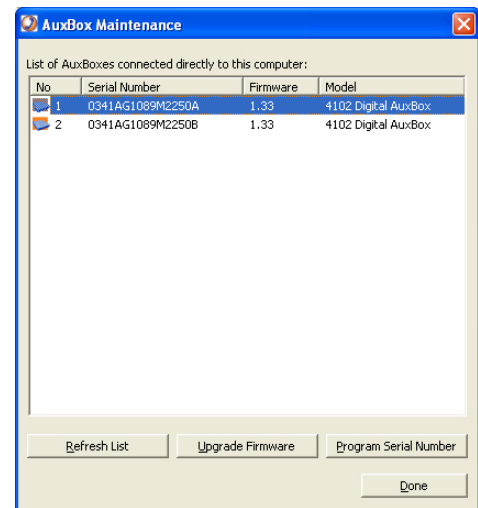 AuxBox Maintenance
List of AuxBoxes connected directly to this computer:
No Serial Number Firmware Model
1 0341AG1089M2250A 1.33 4102 Digital AuxBox
2 0341AG1089M2250B 1.33 4102 Digital AuxBox
Refresh List Upgrade Firmware Program Serial Number
Done